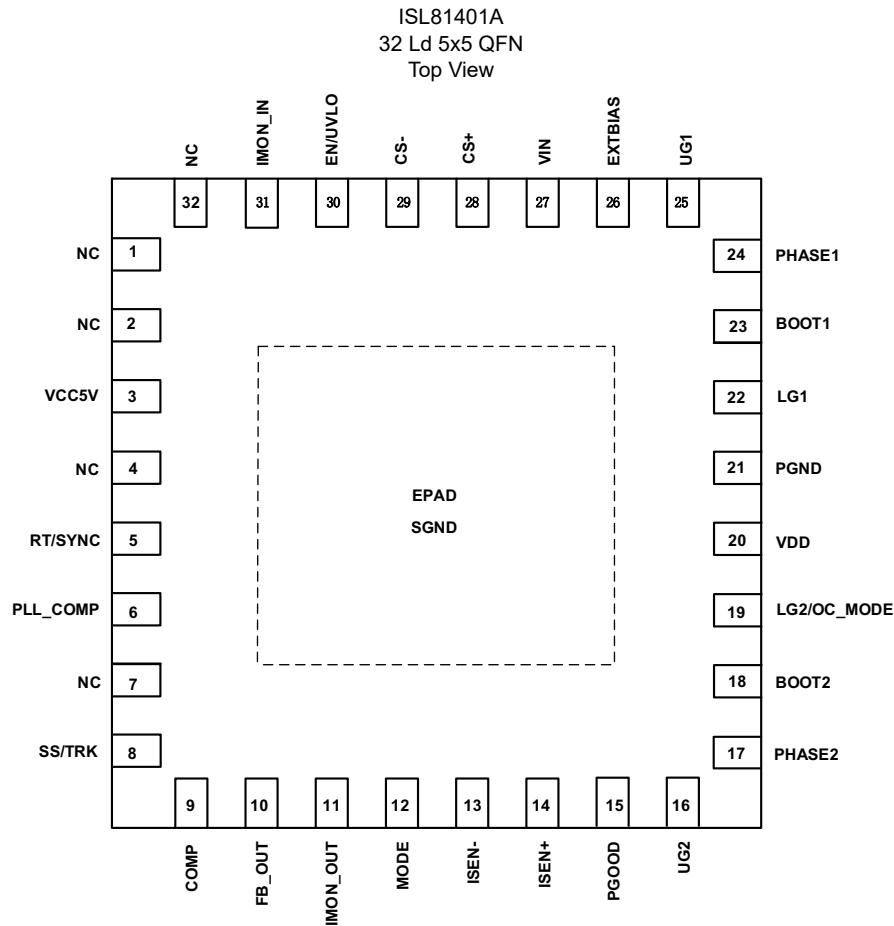 ISL81401A
32 Ld 5x5 QFN
Top View
NC
IMON_IN
EN/UVLO
CS-
CS+
VIN
EXTBIAS
UG1
32
31
30
29
28
27
26
25
NC 1
NC 2
VCC5V 3
NC 4
RT/SYNC 5
PLL_COMP 6
NC 7
SS/TRK 8
EPAD
SGND
24 PHASE1
23 BOOT1
22 LG1
21 PGND
20 VDD
19 LG2/OC_MODE
18 BOOT2
17 PHASE2
9
10
11
12
13
14
15
16
COMP
FB_OUT
IMON_OUT
MODE
ISEN-
ISEN+
PGOOD
UG2